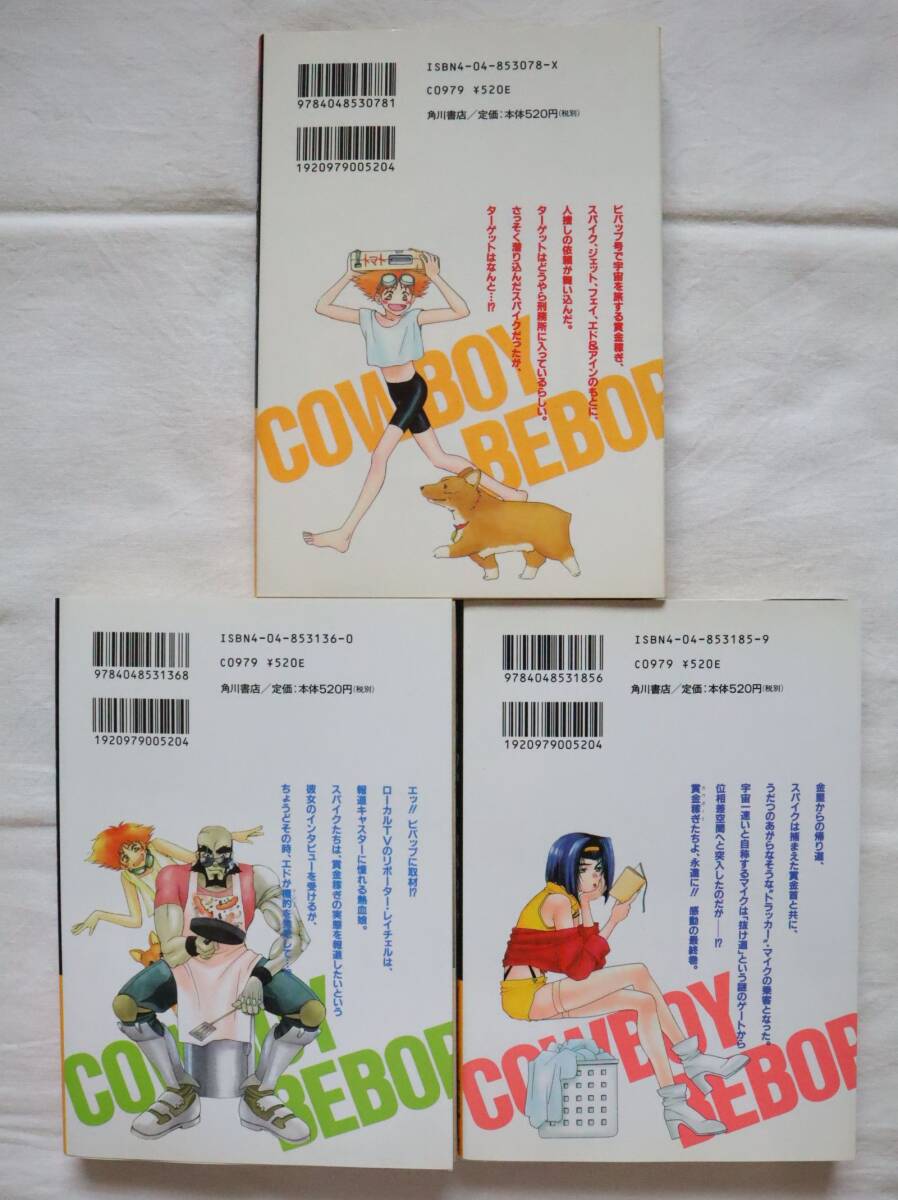 ISBN4-04-853078-X
9784048530781
C0979 ¥520E
角川書店/定価:本体520円(税別)
1920979005204
ビバップ号で宇宙を旅する賞金稼ぎ、
スパイク、ジェット、フェイ、エド&アインのもとに、
人捜しの依頼が舞い込んだ。
ターゲットはどうやら刑務所に入っているらしい。
さっそく潜り込んだスパイクだったが、
ターゲットはなんと…!?
トマト
COWBOY
BEBOP
ISBN4-04-853136-0
9784048531368
C0979 ¥520E
角川書店/定価:本体520円(税別)
1920979005204
エッ!! ビバップに取材!?
ローカルTVのリポーター・レイチェルは、
報道キャスターに憧れる熱血娘。
スパイクたちは、賞金稼ぎの実態を報道したいという
彼女のインタビューを受けるが、
ちょうどその時、エドが標的を発見して…
COWBOY
BEBOP
ISBN4-04-853185-9
9784048531856
C0979 ¥520E
角川書店/定価:本体520円(税別)
1920979005204
金星からの帰り道、
スパイクは捕まえた賞金首と共に、
うだつのあがらなそうな"トラッカー"・マイクの乗客となった。
宇宙一速いと自称するマイクは、"抜け道"という謎のゲートから
位相差空間へと突入したのだが──!?
賞金稼ぎたちよ、永遠に!! 感動の最終巻。
COWBOY
BEBOP